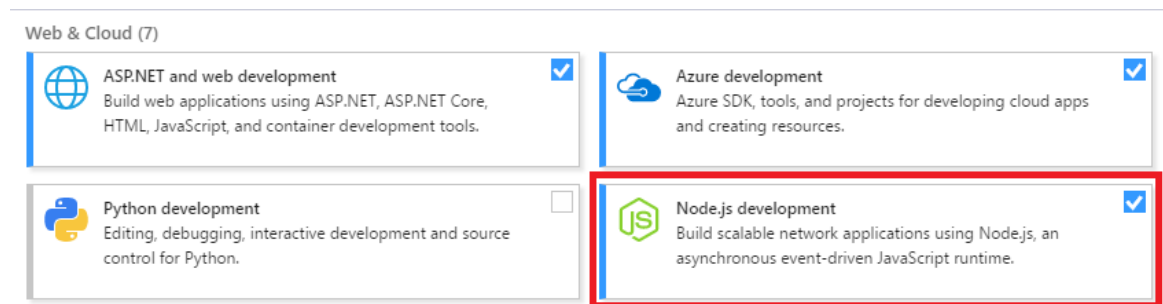 Web & Cloud (7)
ASP.NET and web development
Build web applications using ASP.NET, ASP.NET Core,
HTML, JavaScript, and container development tools.
Azure development
Azure SDK, tools, and projects for developing cloud apps
and creating resources.
Python development
Editing, debugging, interactive development and source
control for Python.
JS
Node.js development
Build scalable network applications using Node.js, an
asynchronous event-driven JavaScript runtime.